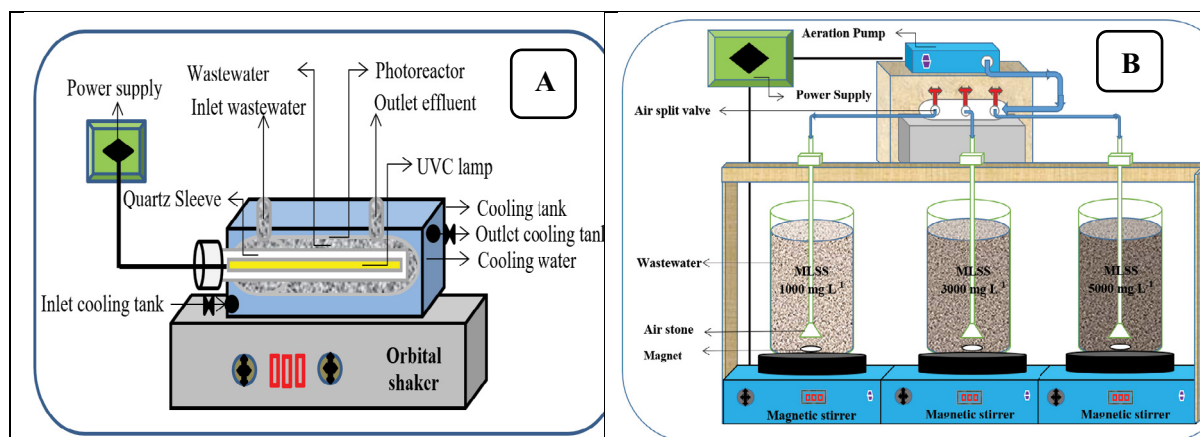 A
Power supply
Wastewater
Inlet wastewater
Photoreactor
Outlet effluent
UVC lamp
Quartz Sleeve
Cooling tank
Outlet cooling tank
Cooling water
Inlet cooling tank
Orbital
shaker
B
Aeration Pump
Power Supply
Air split valve
Wastewater
MLSS
1000 mg L⁻¹
MLSS
3000 mg L⁻¹
MLSS
5000 mg L⁻¹
Air stone
Magnet
Magnetic stirrer
Magnetic stirrer
Magnetic stirrer